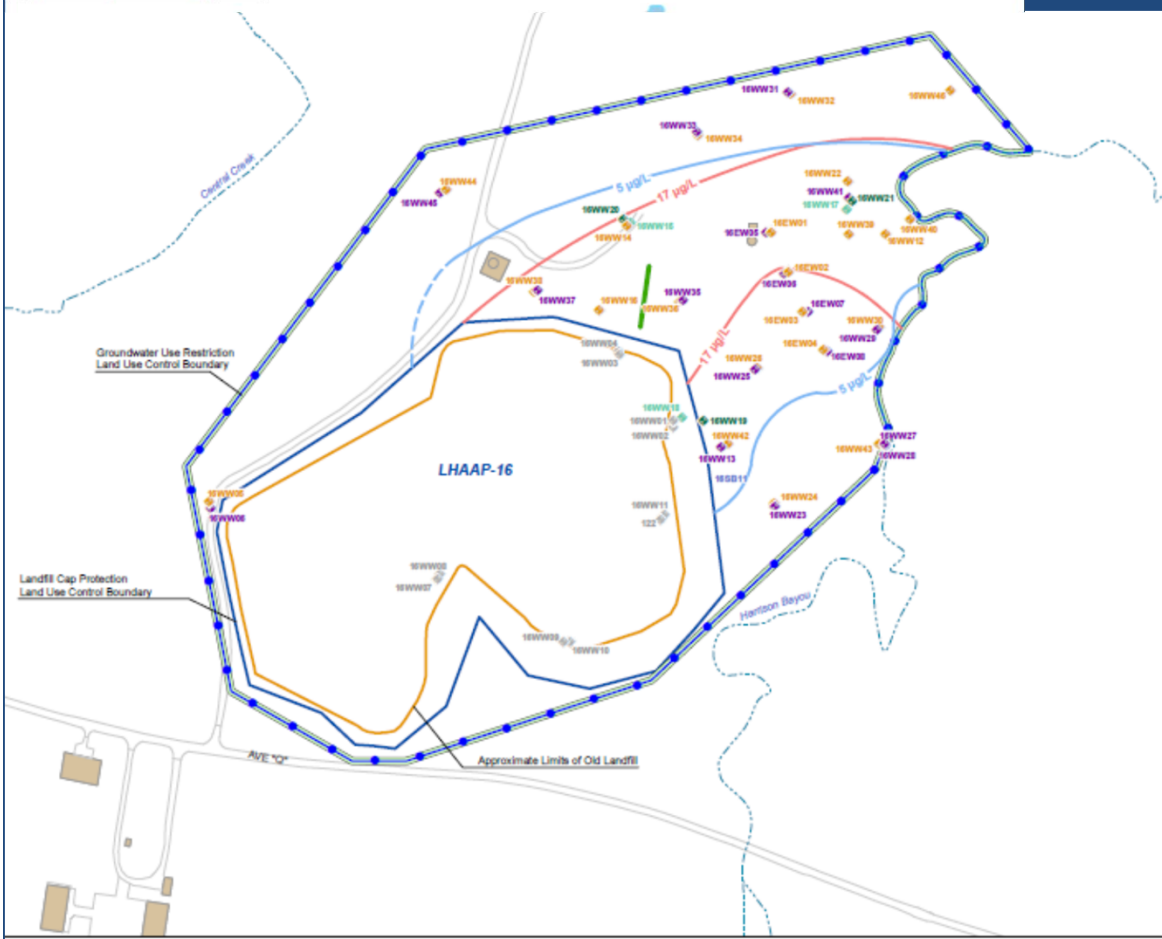 16WW31
16WW32
16WW46
16WW33
16WW34
Central Creek
5 µg/L
17 µg/L
16WW44
16WW45
16WW22
16WW41
16WW21
16WW17
16WW20
16WW14
16EW05
16EW01
16WW39
16WW40
16WW12
16EW02
16EW06
16WW38
16WW37
16WW16
16WW35
16WW36
16EW07
16EW03
16WW30
16WW29
16EW04
16EW08
17 µg/L
16WW04
16WW03
16WW26
16WW25
5 µg/L
Groundwater Use Restriction
Land Use Control Boundary
16WW01
16WW02
16WW19
16WW42
16WW13
16WW43
16WW27
16WW28
LHAAP-16
16SB11
16WW24
16WW23
16WW05
16WW06
16WW11
122
16WW08
16WW07
Landfill Cap Protection
Land Use Control Boundary
Harrison Bayou
16WW09
16WW10
AVE "Q"
Approximate Limits of Old Landfill